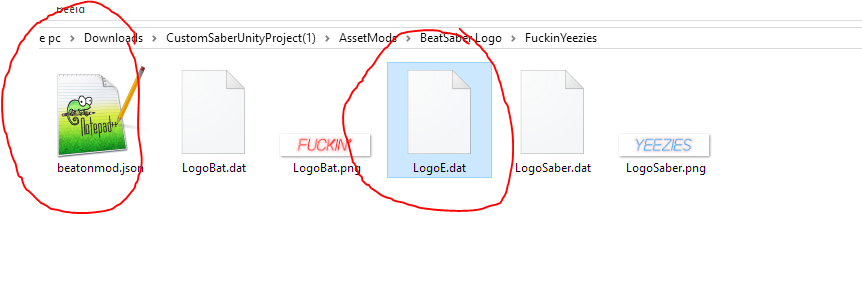 Beeld
e pc > Downloads > CustomSaberUnityProject(1) > AssetMods > BeatSaber Logo > FuckinYeezies
Notepad++
FUCKIN' YEEZIES
beatonmod.json LogoBat.dat LogoBat.png LogoE.dat LogoSaber.dat LogoSaber.png